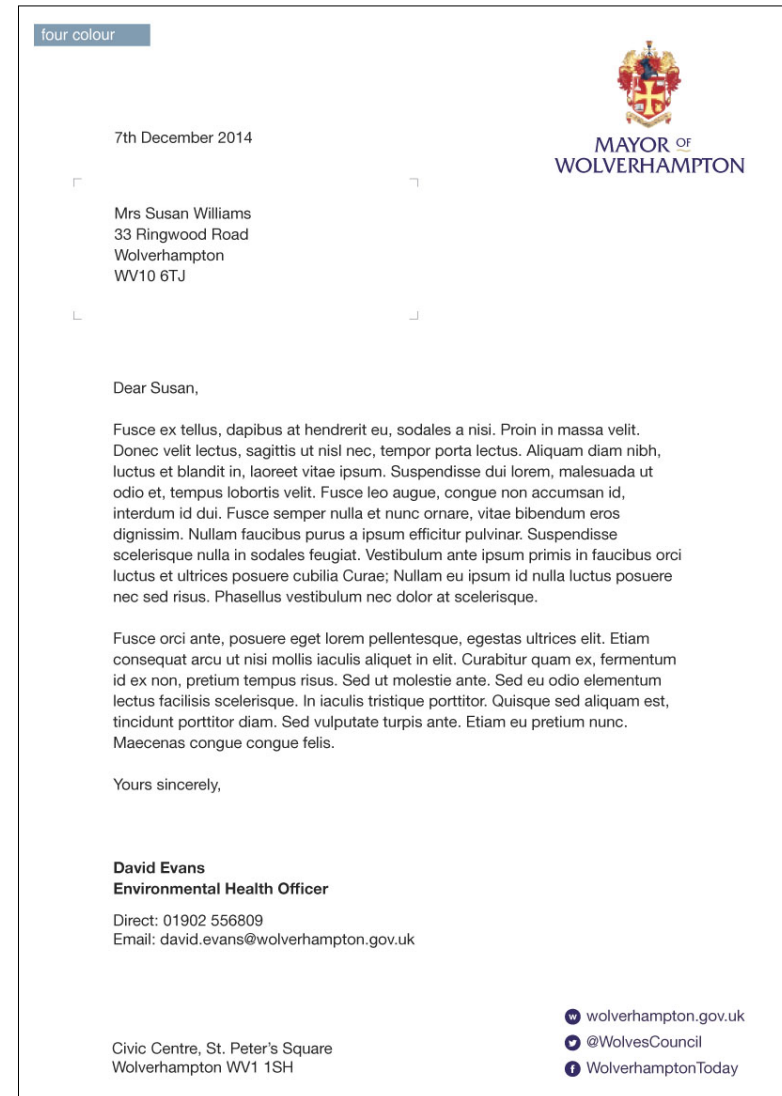 four colour
MAYOR OF
WOLVERHAMPTON
7th December 2014
Mrs Susan Williams
33 Ringwood Road
Wolverhampton
WV10 6TJ
Dear Susan,
Fusce ex tellus, dapibus at hendrerit eu, sodales a nisi. Proin in massa velit.
Donec velit lectus, sagittis ut nisl nec, tempor porta lectus. Aliquam diam nibh,
luctus et blandit in, laoreet vitae ipsum. Suspendisse dui lorem, malesuada ut
odio et, tempus lobortis velit. Fusce leo augue, congue non accumsan id,
interdum id dui. Fusce semper nulla et nunc ornare, vitae bibendum eros
dignissim. Nullam faucibus purus a ipsum efficitur pulvinar. Suspendisse
scelerisque nulla in sodales feugiat. Vestibulum ante ipsum primis in faucibus orci
luctus et ultrices posuere cubilia Curae; Nullam eu ipsum id nulla luctus posuere
nec sed risus. Phasellus vestibulum nec dolor at scelerisque.
Fusce orci ante, posuere eget lorem pellentesque, egestas ultrices elit. Etiam
consequat arcu ut nisi mollis iaculis aliquet in elit. Curabitur quam ex, fermentum
id ex non, pretium tempus risus. Sed ut molestie ante. Sed eu odio elementum
lectus facilisis scelerisque. In iaculis tristique porttitor. Quisque sed aliquam est,
tincidunt porttitor diam. Sed vulputate turpis ante. Etiam eu pretium nunc.
Maecenas congue congue felis.
Yours sincerely,
David Evans
Environmental Health Officer
Direct: 01902 556809
Email: david.evans@wolverhampton.gov.uk
Civic Centre, St. Peter’s Square
Wolverhampton WV1 1SH
wolverhampton.gov.uk
@WolvesCouncil
WolverhamptonToday